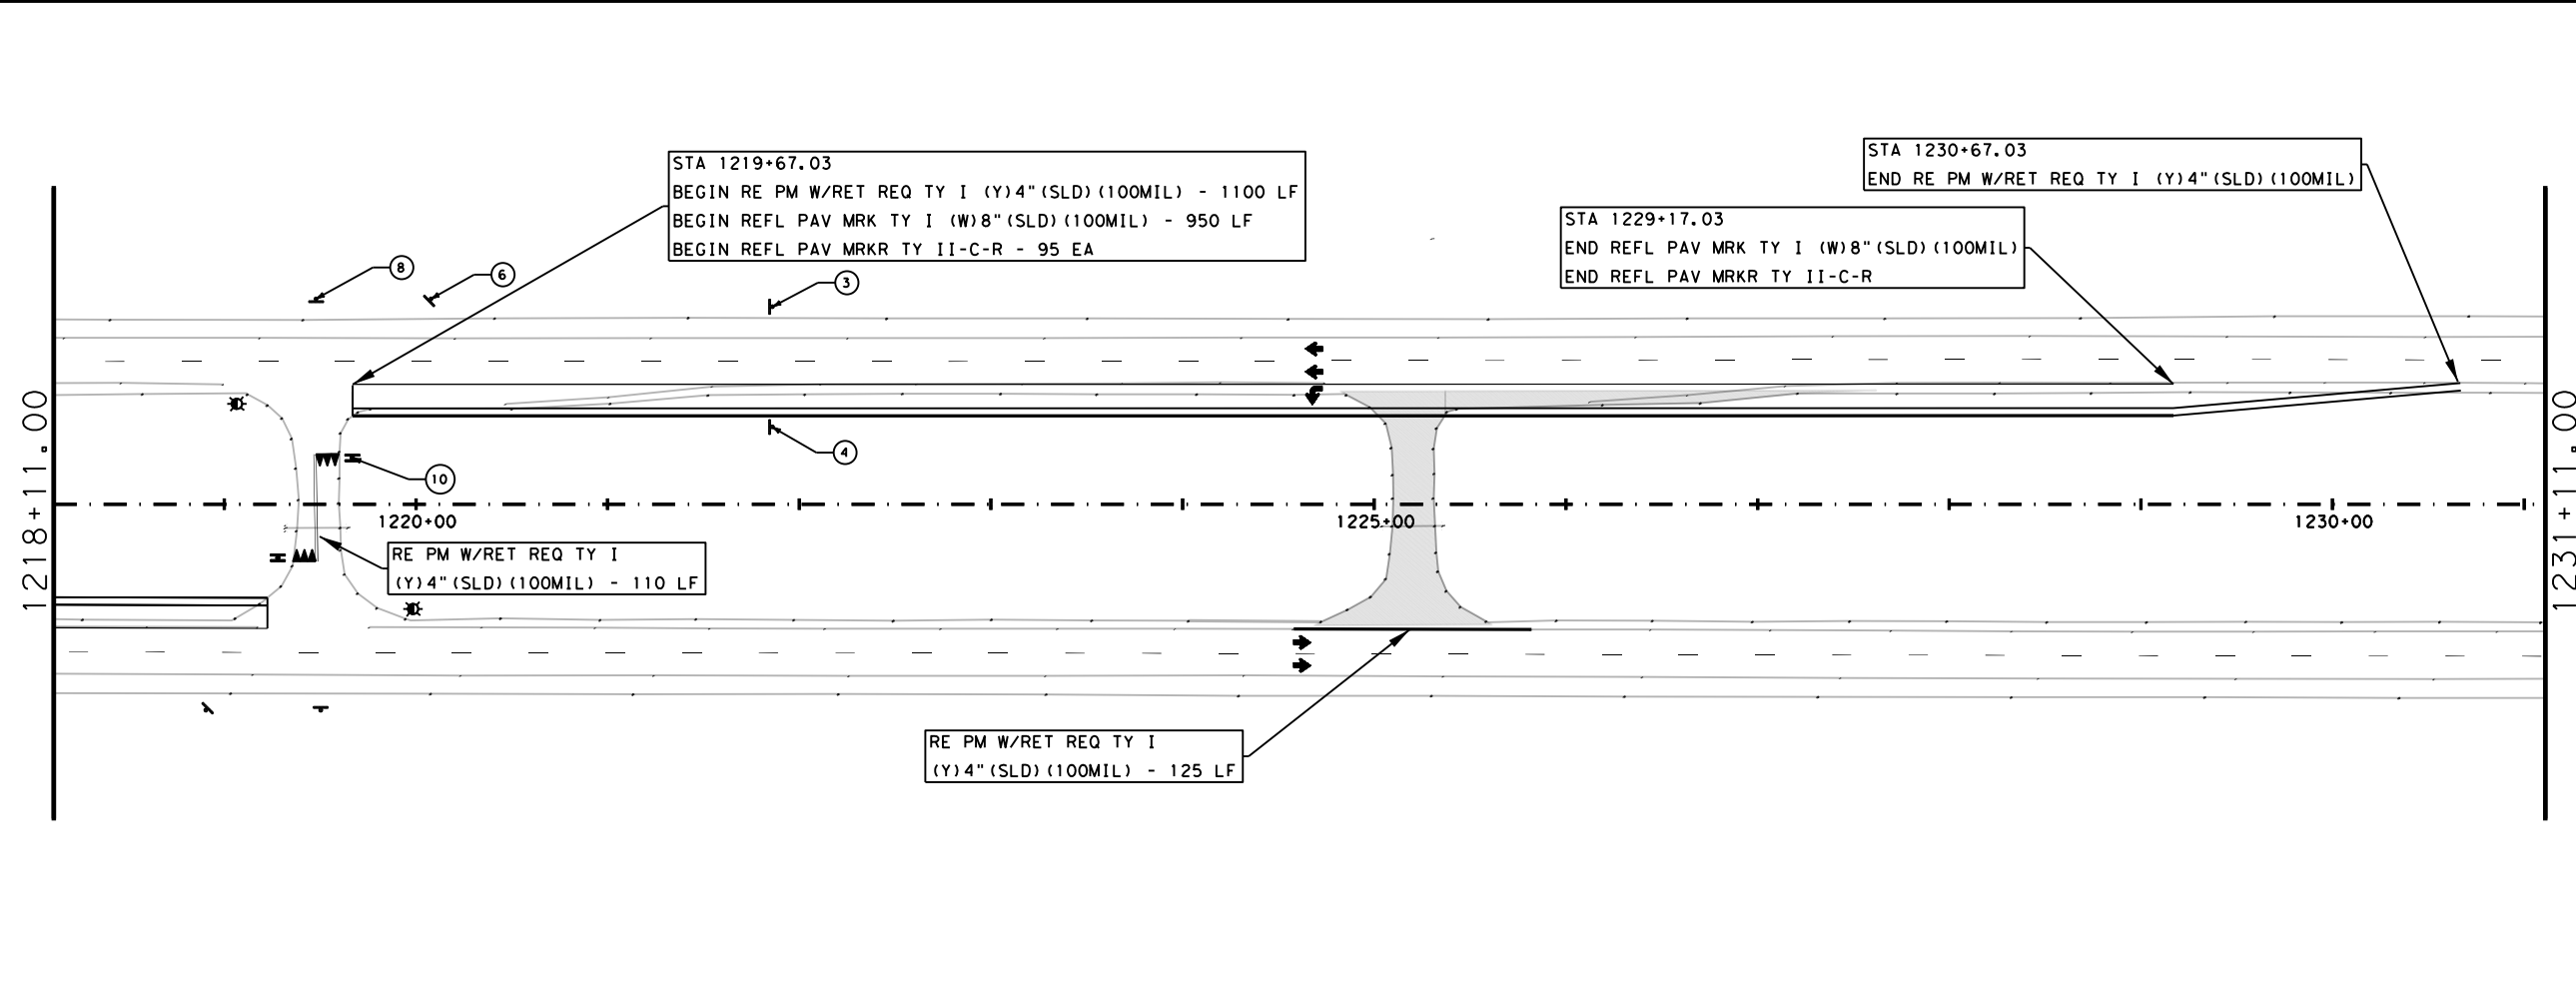 STA 1230+67.03
END RE PM W/RET REQ TY I (Y)4"(SLD)(100MIL)
STA 1219+67.03
BEGIN RE PM W/RET REQ TY I (Y)4"(SLD)(100MIL) - 1100 LF
BEGIN REFL PAV MRK TY I (W)8"(SLD)(100MIL) - 950 LF
BEGIN REFL PAV MRKR TY II-C-R - 95 EA
STA 1229+17.03
END REFL PAV MRK TY I (W)8"(SLD)(100MIL)
END REFL PAV MRKR TY II-C-R
8
6
3
4
10
1218+11.00
1231+11.00
1220+00
1225+00
1230+00
RE PM W/RET REQ TY I
(Y)4"(SLD)(100MIL) - 110 LF
RE PM W/RET REQ TY I
(Y)4"(SLD)(100MIL) - 125 LF